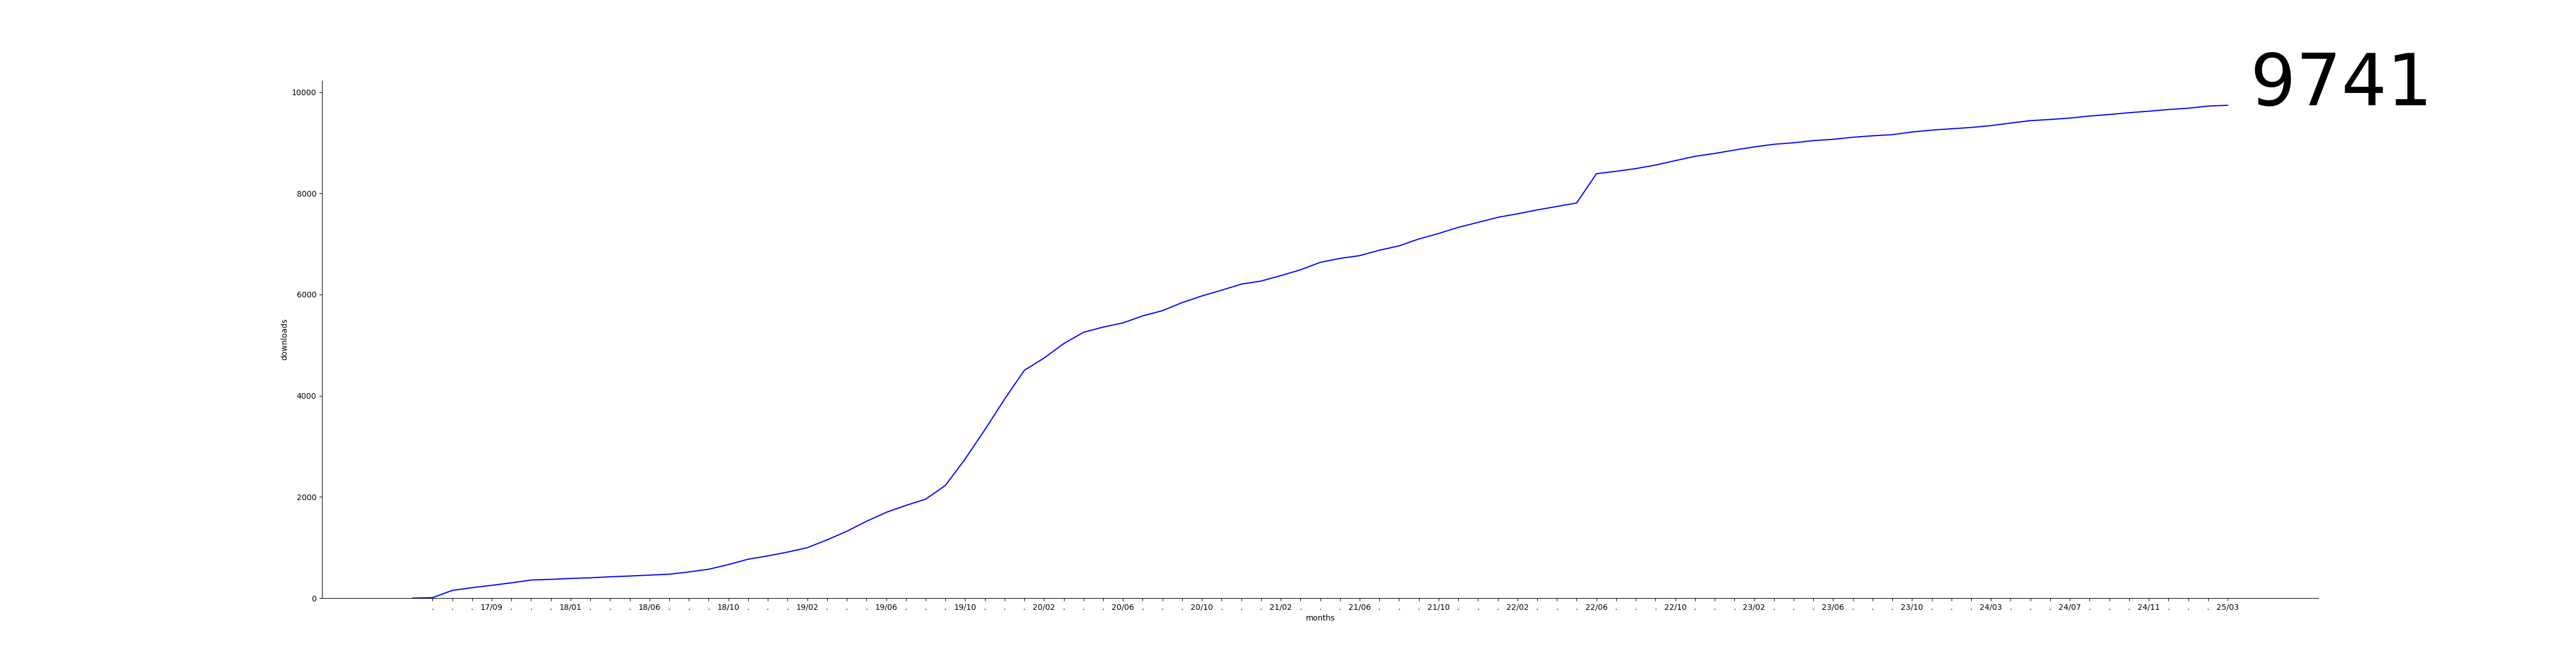 9741
10000
8000
6000
4000
2000
0
downloads
. . . 17/09 . . . 18/01 . . . 18/06 . . . 18/10 . . . 19/02 . . . 19/06 . . . 19/10 . . . 20/02 . . . 20/06 . . . 20/10 . . . 21/02 . . . 21/06 . . . 21/10 . . . 22/02 . . . 22/06 . . . 22/10 . . . 23/02 . . . 23/06 . . . 23/10 . . . 24/03 . . . 24/07 . . . 24/11 . . . 25/03
months